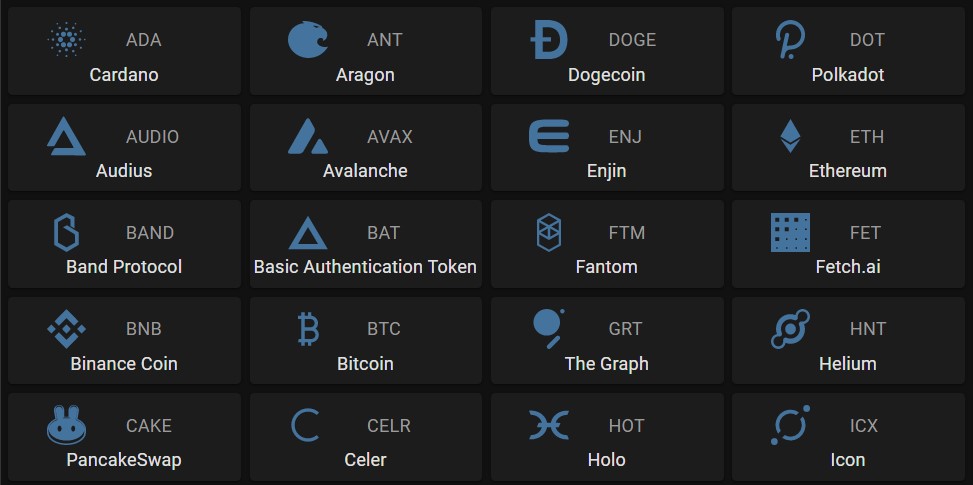 ADA
Cardano
ANT
Aragon
DOGE
Dogecoin
DOT
Polkadot
AUDIO
Audius
AVAX
Avalanche
ENJ
Enjin
ETH
Ethereum
BAND
Band Protocol
BAT
Basic Authentication Token
FTM
Fantom
FET
Fetch.ai
BNB
Binance Coin
BTC
Bitcoin
GRT
The Graph
HNT
Helium
CAKE
PancakeSwap
CELR
Celer
HOT
Holo
ICX
Icon